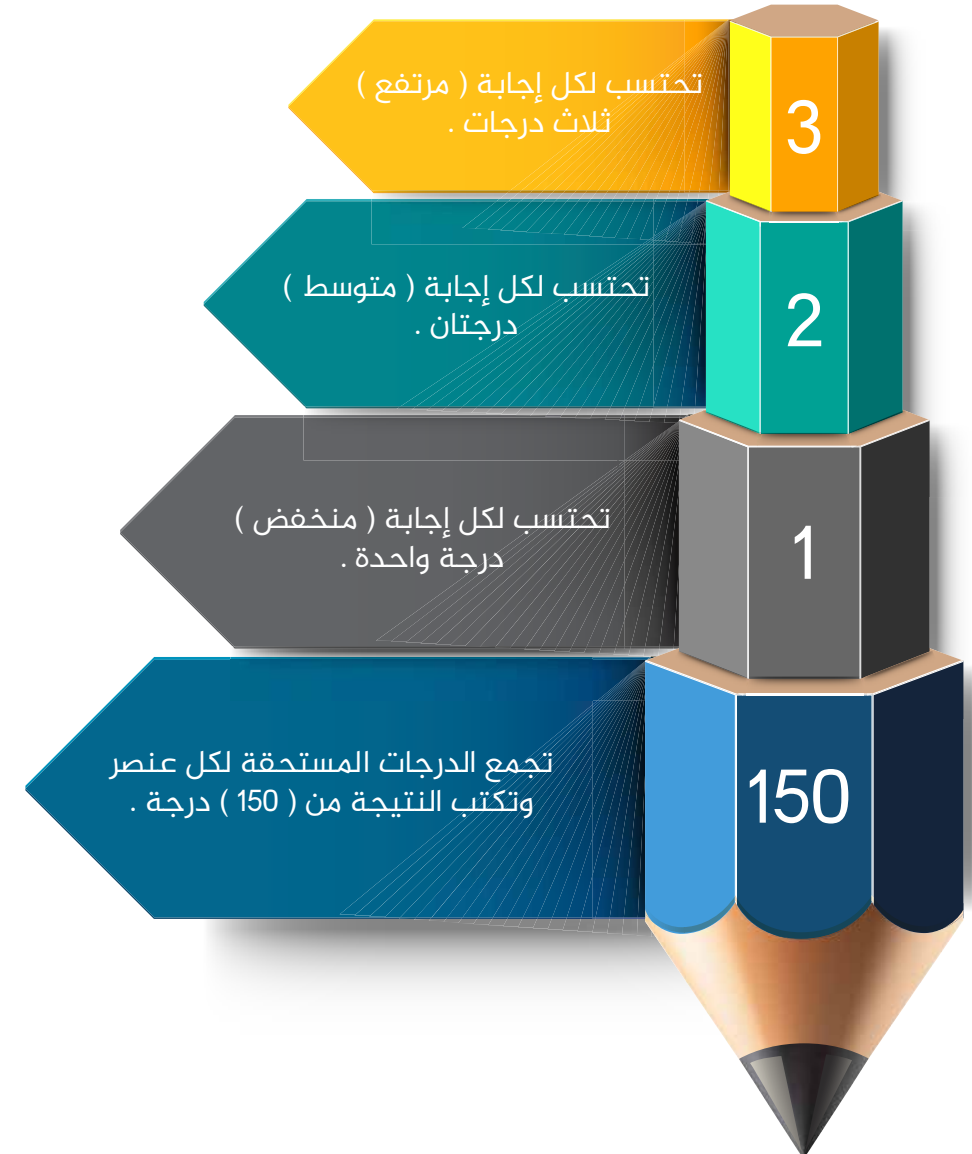 تحتسب لكل إجابة ( مرتفع )
ثلاث درجات .
3
تحتسب لكل إجابة ( متوسط )
درجتان .
2
تحتسب لكل إجابة ( منخفض )
درجة واحدة .
1
تجمع الدرجات المستحقة لكل عنصر
وتكتب النتيجة من ( 150 ) درجة .
150